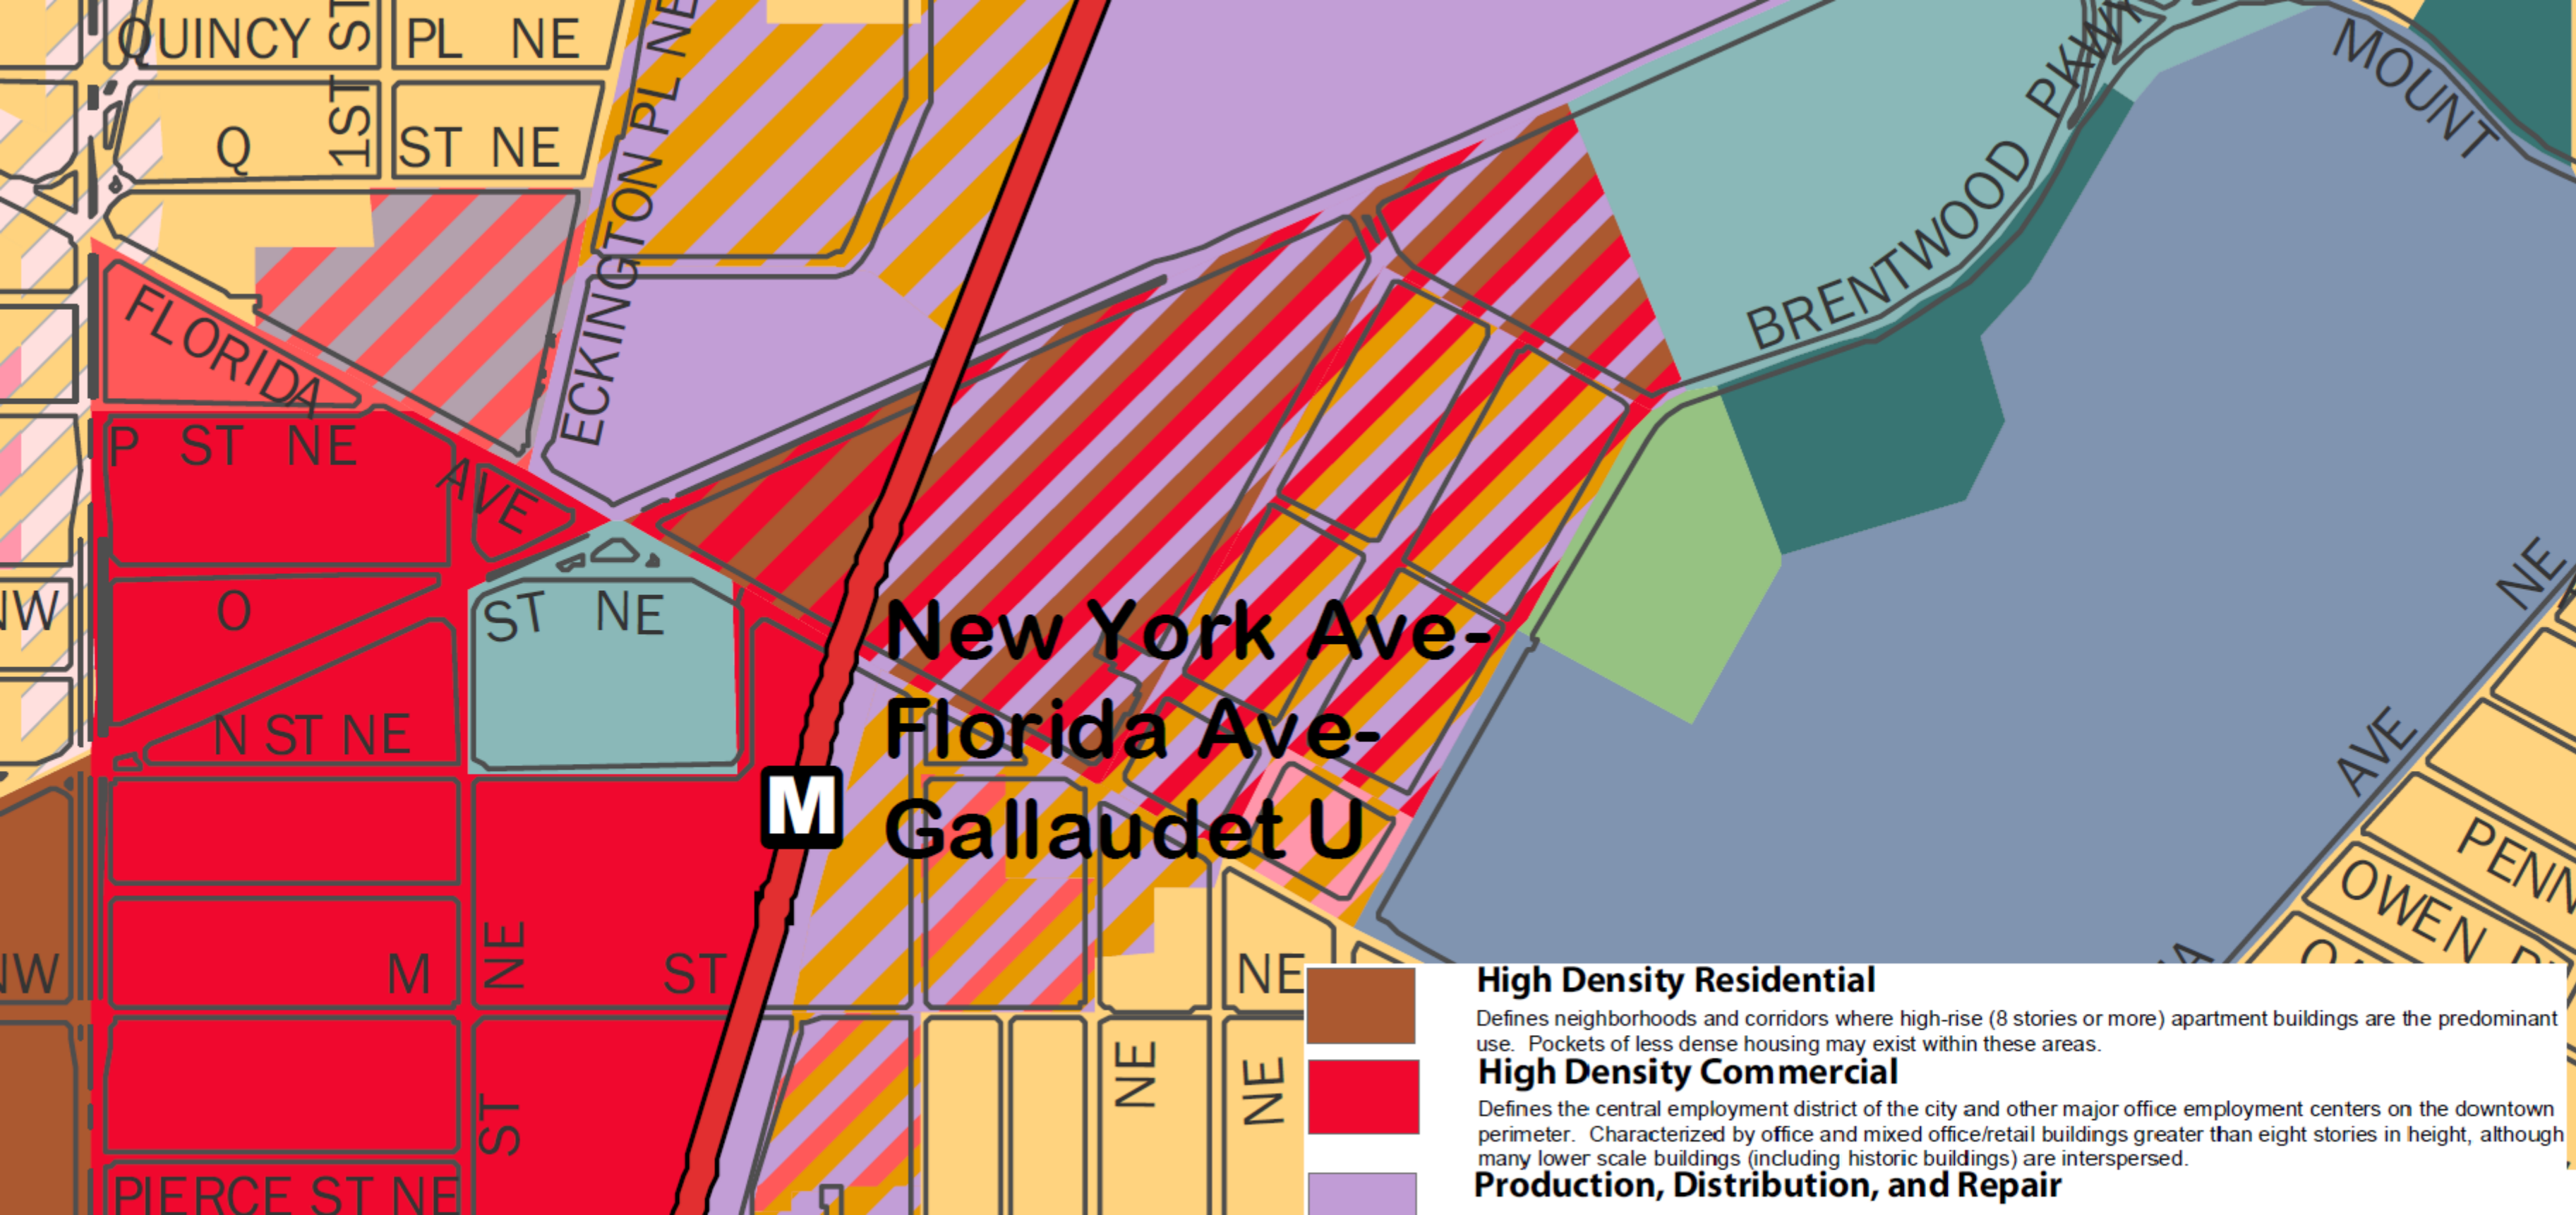 QUINCY PL NE
1ST ST
Q ST NE
ECKINGTON PL NE
FLORIDA AVE
P ST NE
O ST NE
NW
N ST NE
M ST
NW
NE
ST
PIERCE ST NE
M
New York Ave-
Florida Ave-
Gallaudet U
BRENTWOOD PKWY
MOUNT
AVE NE
PENN
OWEN
NE
NE
NE
High Density Residential
Defines neighborhoods and corridors where high-rise (8 stories or more) apartment buildings are the predominant
use. Pockets of less dense housing may exist within these areas.
High Density Commercial
Defines the central employment district of the city and other major office employment centers on the downtown
perimeter. Characterized by office and mixed office/retail buildings greater than eight stories in height, although
many lower scale buildings (including historic buildings) are interspersed.
Production, Distribution, and Repair